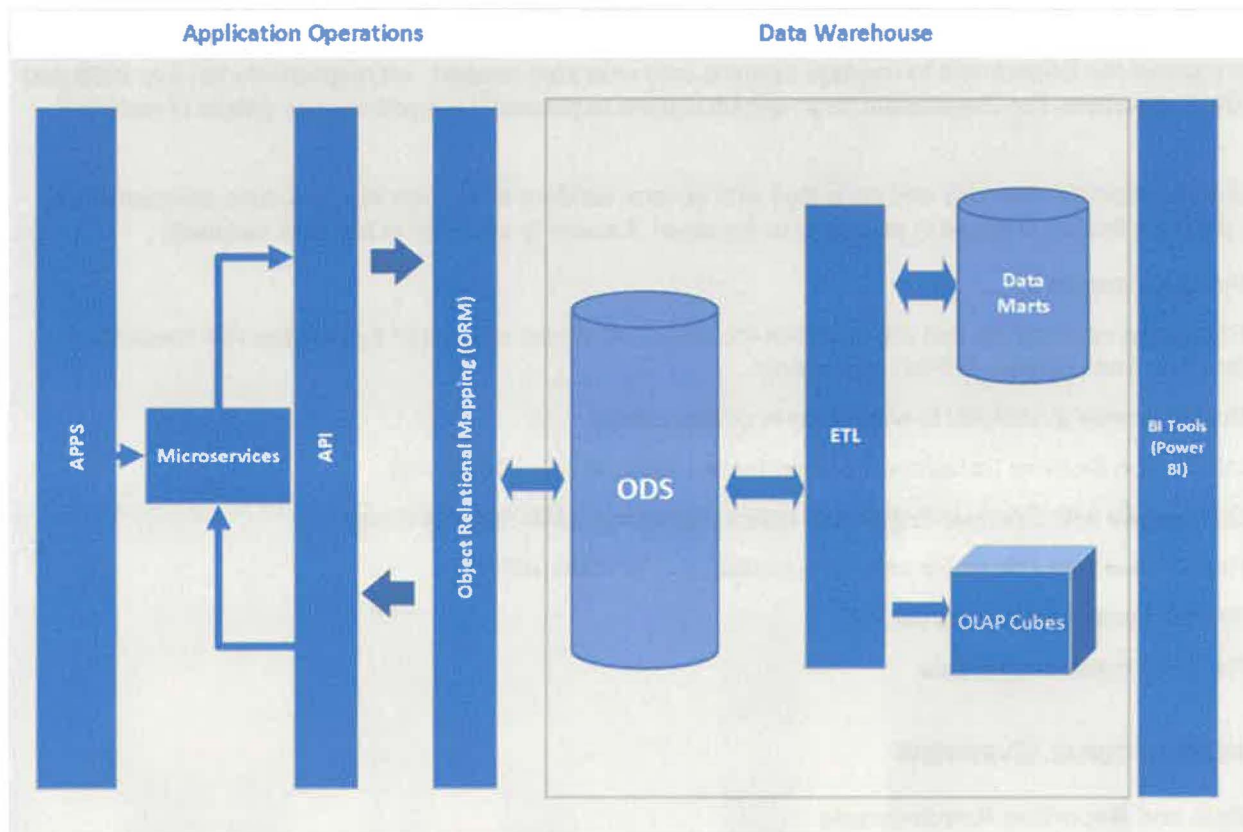 Application Operations
Data Warehouse
APPS
Microservices
API
Object Relational Mapping (ORM)
ODS
ETL
Data
Marts
OLAP Cubes
BI Tools
(Power
BI)